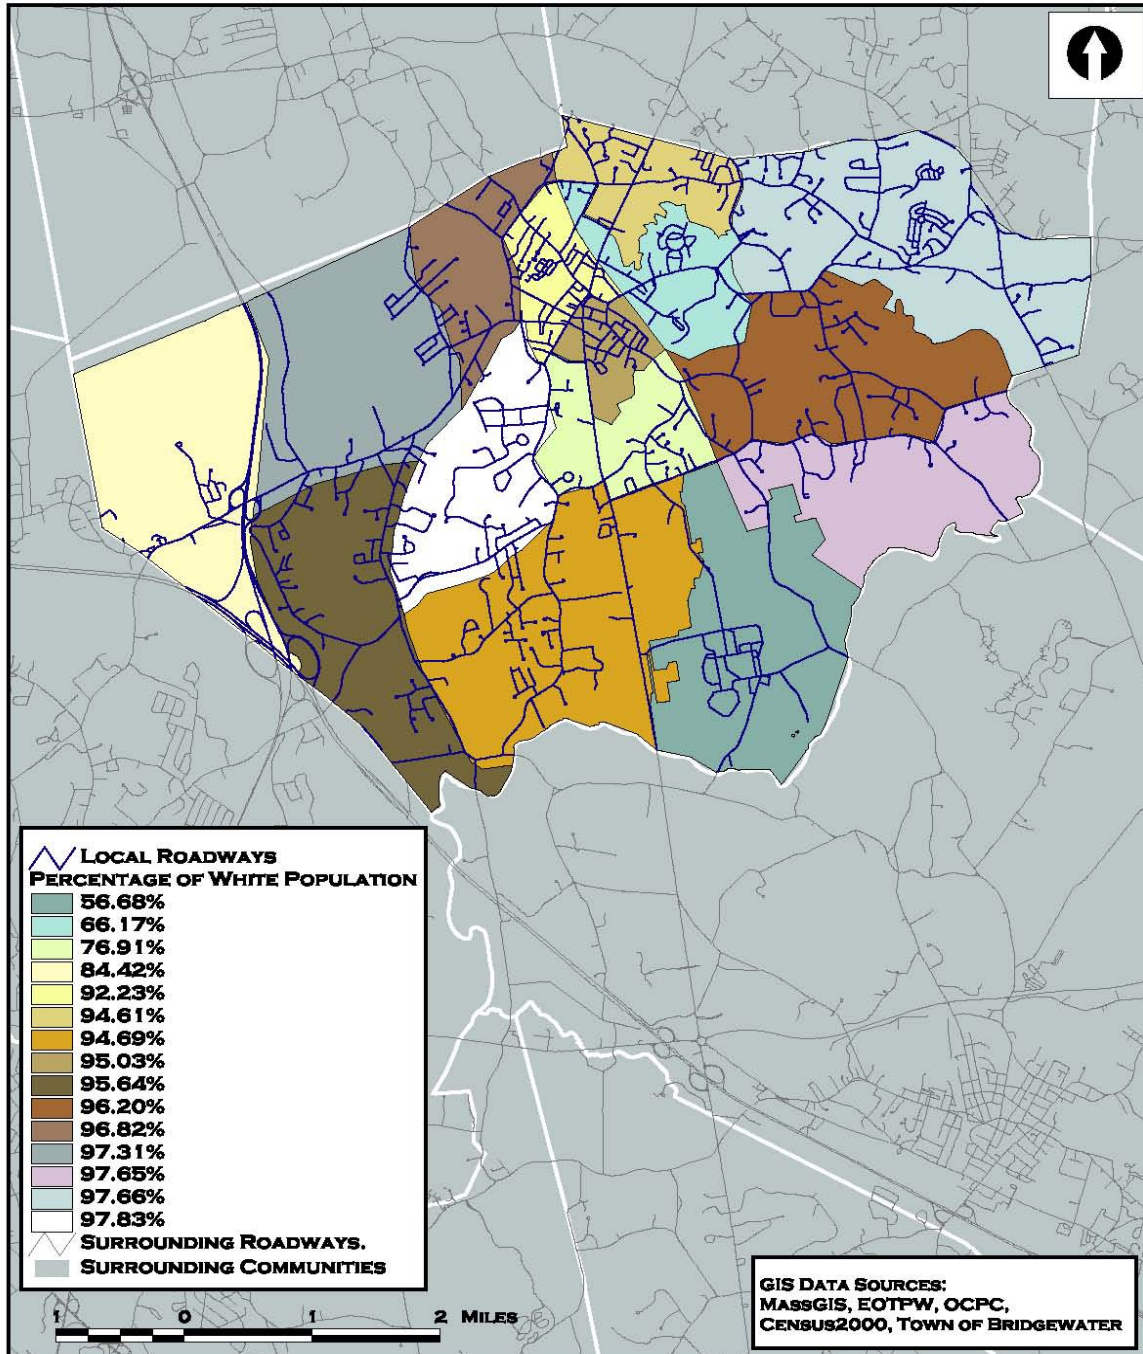 LOCAL ROADWAYS
PERCENTAGE OF WHITE POPULATION
56.68%
66.17%
76.91%
84.42%
92.23%
94.61%
94.69%
95.03%
95.64%
96.20%
96.82%
97.31%
97.65%
97.66%
97.83%
SURROUNDING ROADWAYS.
SURROUNDING COMMUNITIES
1 0 1 2 MILES
GIS DATA SOURCES:
MASSGIS, EOTPW, OCPC,
CENSUS2000, TOWN OF BRIDGEWATER